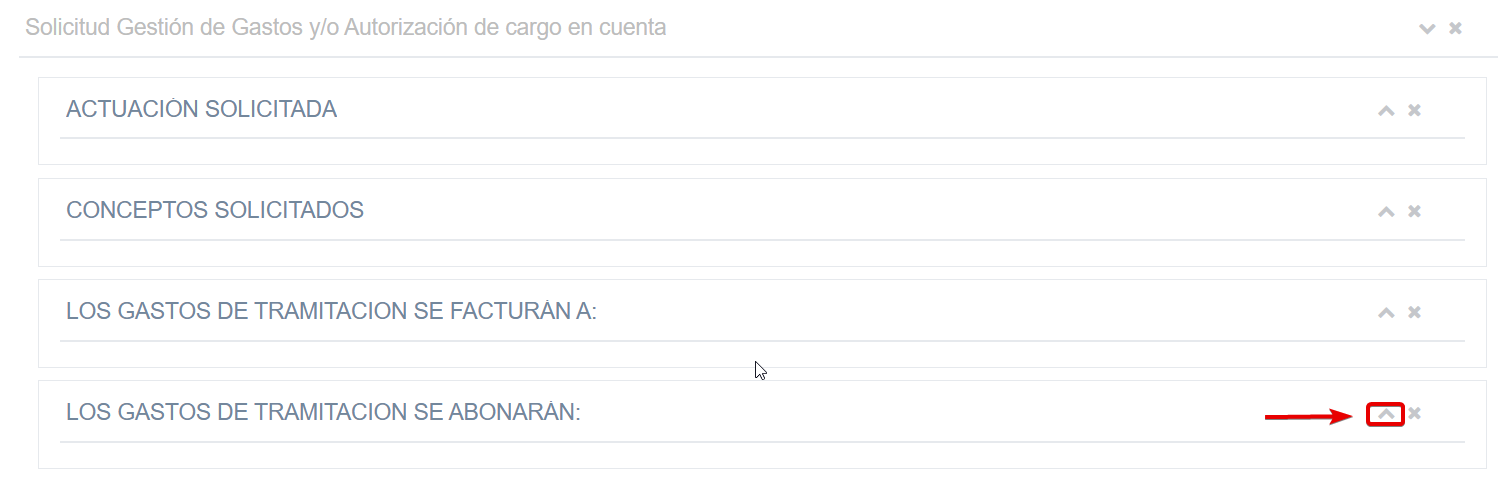 Solicitud Gestión de Gastos y/o Autorización de cargo en cuenta
ACTUACIÓN SOLICITADA
CONCEPTOS SOLICITADOS
LOS GASTOS DE TRAMITACION SE FACTURÁN A:
LOS GASTOS DE TRAMITACION SE ABONARÁN: